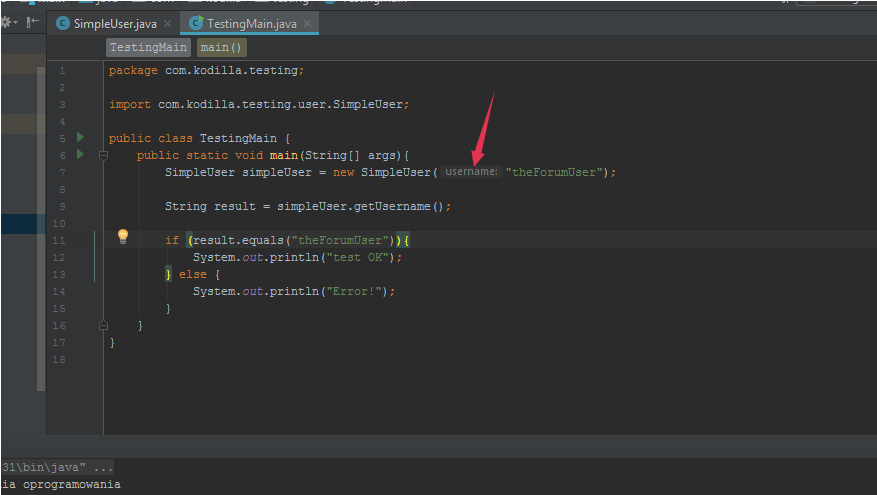 SimpleUser.java TestingMain.java
TestingMain main()
1 package com.kodilla.testing;
2
3 import com.kodilla.testing.user.SimpleUser;
4
5 public class TestingMain {
6 public static void main(String[] args){
7 SimpleUser simpleUser = new SimpleUser( username: "theForumUser");
8
9 String result = simpleUser.getUsername();
10
11 if (result.equals("theForumUser")){
12 System.out.println("test OK");
13 } else {
14 System.out.println("Error!");
15 }
16 }
17 }
18
31\bin\java" ...
ia oprogramowania